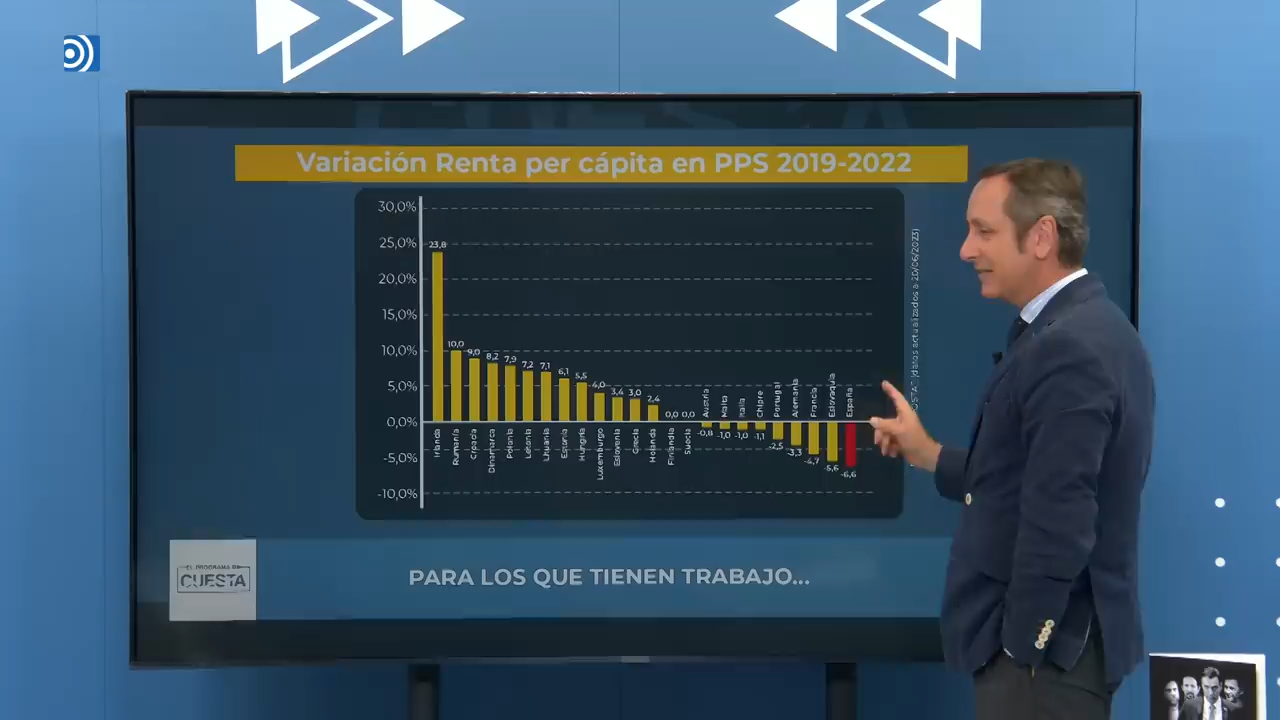 Variación Renta per cápita en PPS 2019-2022
30,0%
25,0%
20,0%
15,0%
10,0%
5,0%
0,0%
-5,0%
-10,0%
23,8
10,0
9,0
8,2
7,9
7,2
7,1
6,1
5,5
4,0
3,4
3,0
2,4
0,0
0,0
-0,8
-1,0
-1,0
-1,1
-2,5
-3,3
-4,7
-5,6
-6,6
Irlanda
Rumanía
Croacia
Dinamarca
Polonia
Letonia
Lituania
Estonia
Hungría
Luxemburgo
Eslovenia
Grecia
Holanda
Finlandia
Suecia
Austria
Malta
Italia
Chipre
Portugal
Alemania
Francia
Eslovaquia
España
(datos actualizados a 20/06/2023)
EL PROGRAMA DE
CUESTA
PARA LOS QUE TIENEN TRABAJO...